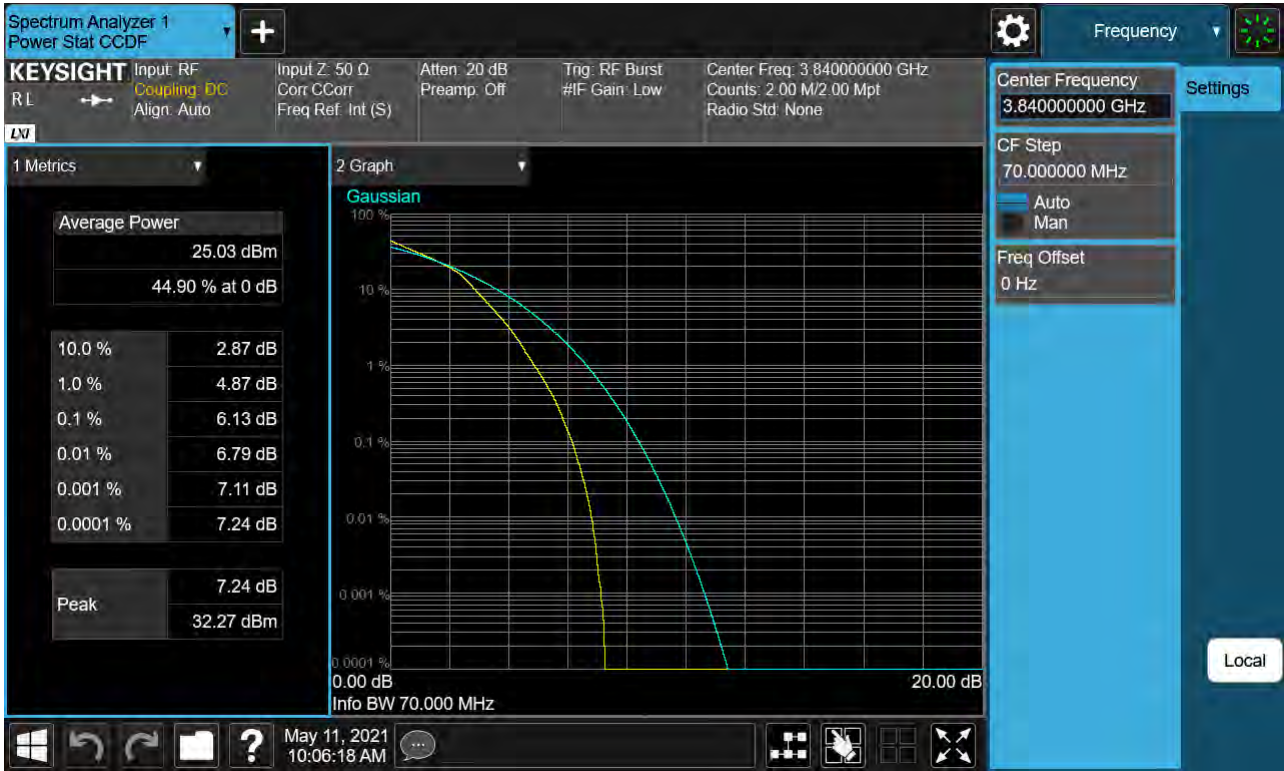 Spectrum Analyzer 1
Power Stat CCDF
+
Frequency
KEYSIGHT
RL
LXI
Input: RF
Coupling: DC
Align: Auto
Input Z: 50 Ω
Corr CCorr
Freq Ref: Int (S)
Atten: 20 dB
Preamp: Off
Trig: RF Burst
#IF Gain: Low
Center Freq: 3.840000000 GHz
Counts: 2.00 M/2.00 Mpt
Radio Std: None
Center Frequency
3.840000000 GHz
Settings
CF Step
70.000000 MHz
Auto
Man
Freq Offset
0 Hz
1 Metrics
Average Power
25.03 dBm
44.90 % at 0 dB
10.0 % 2.87 dB
1.0 % 4.87 dB
0.1 % 6.13 dB
0.01 % 6.79 dB
0.001 % 7.11 dB
0.0001 % 7.24 dB
Peak
7.24 dB
32.27 dBm
2 Graph
Gaussian
100 %
10 %
1 %
0.1 %
0.01 %
0.001 %
0.0001 %
0.00 dB 20.00 dB
Info BW 70.000 MHz
Local
?
May 11, 2021
10:06:18 AM